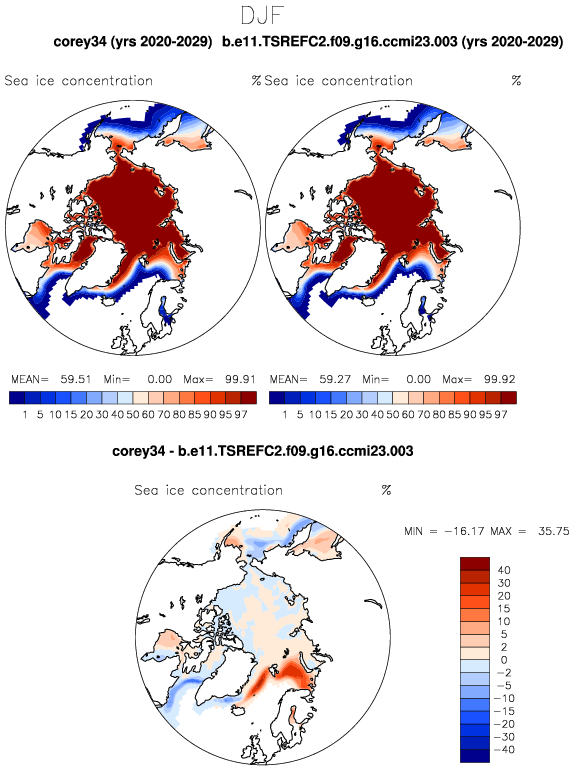 DJF
corey34 (yrs 2020-2029) b.e11.TSREFC2.f09.g16.ccmi23.003 (yrs 2020-2029)
Sea ice concentration % Sea ice concentration %
MEAN= 59.51 Min= 0.00 Max= 99.91 MEAN= 59.27 Min= 0.00 Max= 99.92
1 5 10 15 20 30 40 50 60 70 80 85 90 95 97 1 5 10 15 20 30 40 50 60 70 80 85 90 95 97
corey34 - b.e11.TSREFC2.f09.g16.ccmi23.003
Sea ice concentration %
MIN = -16.17 MAX = 35.75
40
30
20
15
10
5
2
0
-2
-5
-10
-15
-20
-30
-40